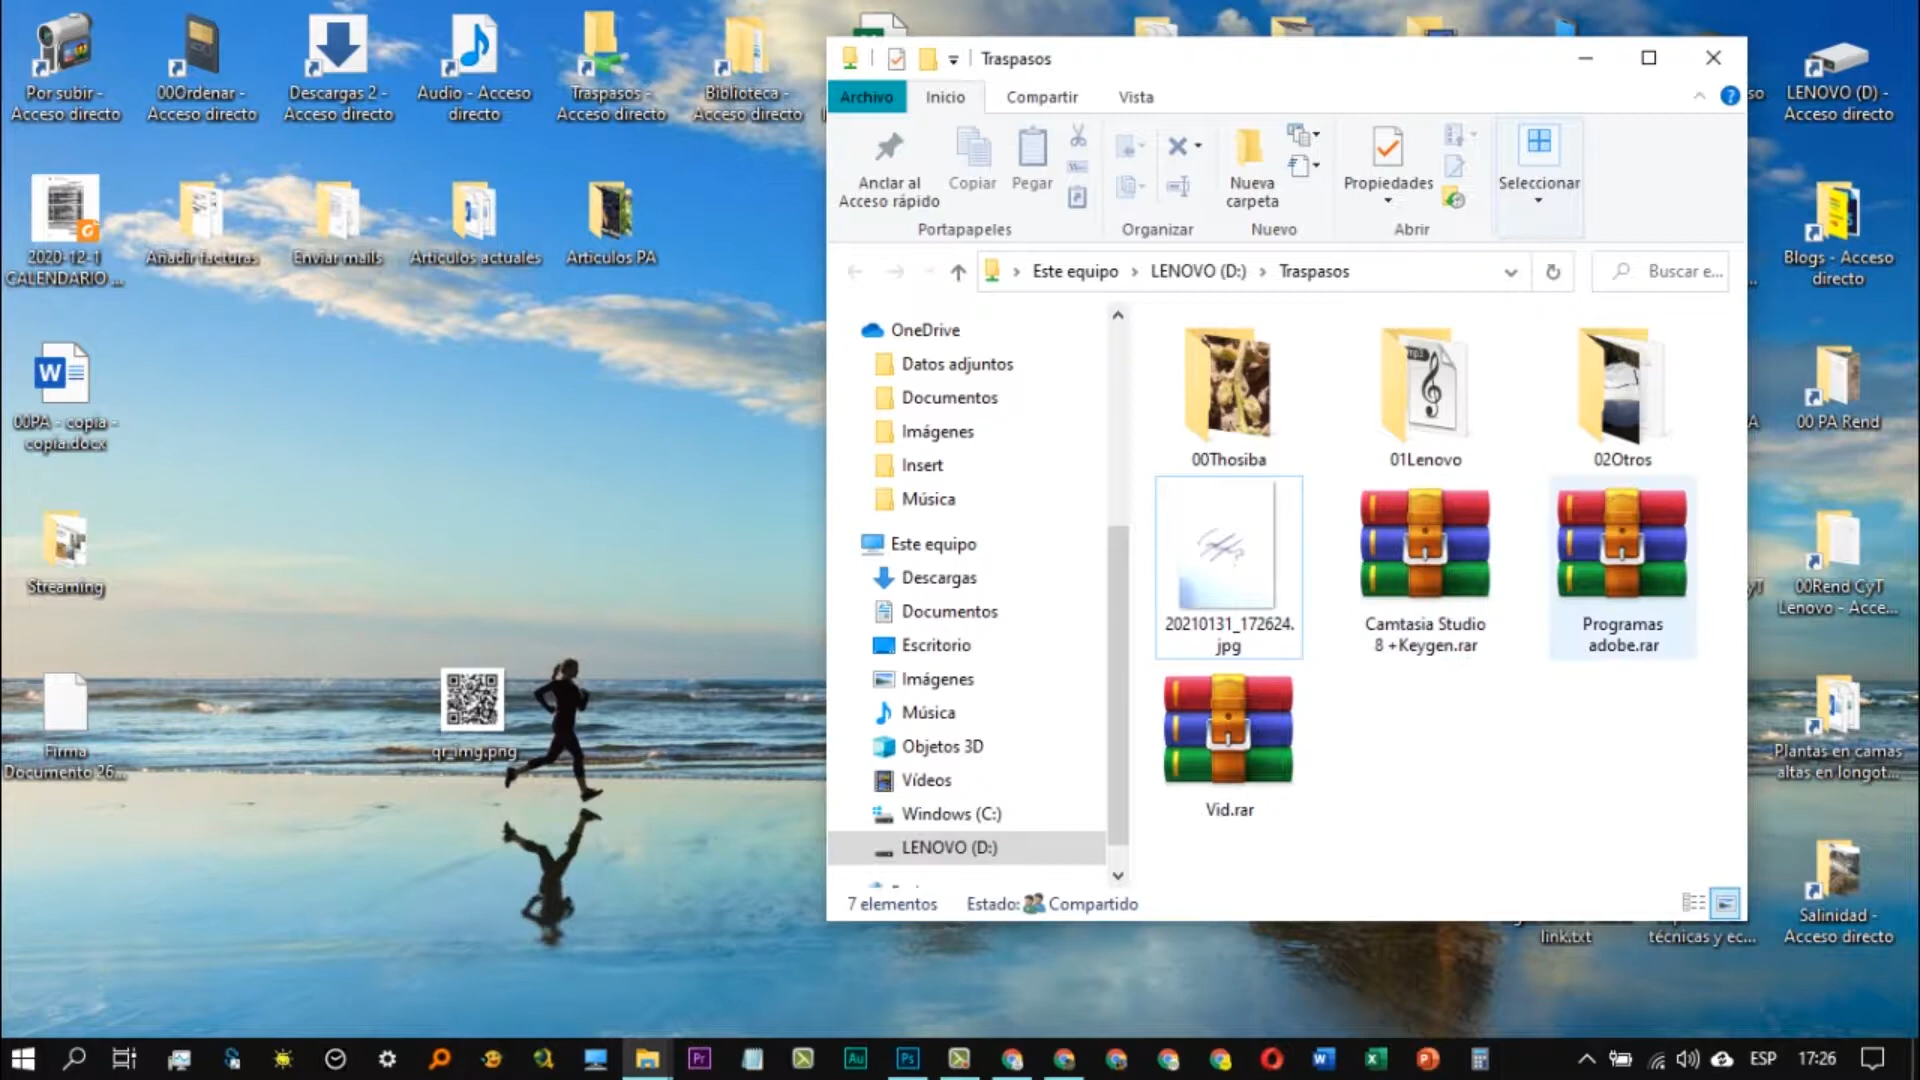 Por subir -
Acceso directo
00Ordenar -
Acceso directo
Descargas 2 -
Acceso directo
Audio - Acceso
directo
Traspasos -
Acceso directo
Biblioteca -
Acceso directo
2020-12-1
CALENDARIO ...
Añadir facturas
Enviar mails
Articulos actuales
Articulos PA
00PA - copia -
copia.docx
Streaming
Firma
Documento 26...
qr_img.png
Traspasos
Archivo
Inicio
Compartir
Vista
Anclar al
Acceso rápido
Copiar
Pegar
Nueva
carpeta
Propiedades
Seleccionar
Portapapeles
Organizar
Nuevo
Abrir
Este equipo
LENOVO (D:)
Traspasos
Buscar e...
OneDrive
Datos adjuntos
Documentos
Imágenes
Insert
Música
Este equipo
Descargas
Documentos
Escritorio
Imágenes
Música
Objetos 3D
Vídeos
Windows (C:)
LENOVO (D:)
00Thosiba
01Lenovo
02Otros
20210131_172624.
jpg
Camtasia Studio
8 +Keygen.rar
Programas
adobe.rar
Vid.rar
7 elementos
Estado:
Compartido
link.txt
técnicas y ec...
LENOVO (D) -
Acceso directo
Blogs - Acceso
directo
00 PA Rend
00Rend CyT
Lenovo - Acce...
Plantas en camas
altas en longot...
Salinidad -
Acceso directo
Pr
Au
Ps
ESP
17:26